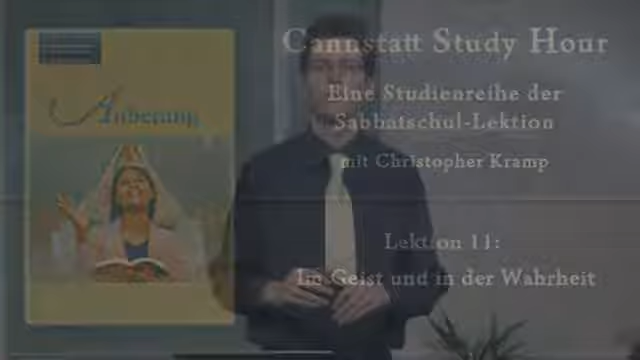 Anbetung
Cannstatt Study Hour
Eine Studienreihe der
Sabbatschul-Lektion
mit Christopher Kramp
Lektion 11:
Im Geist und in der Wahrheit